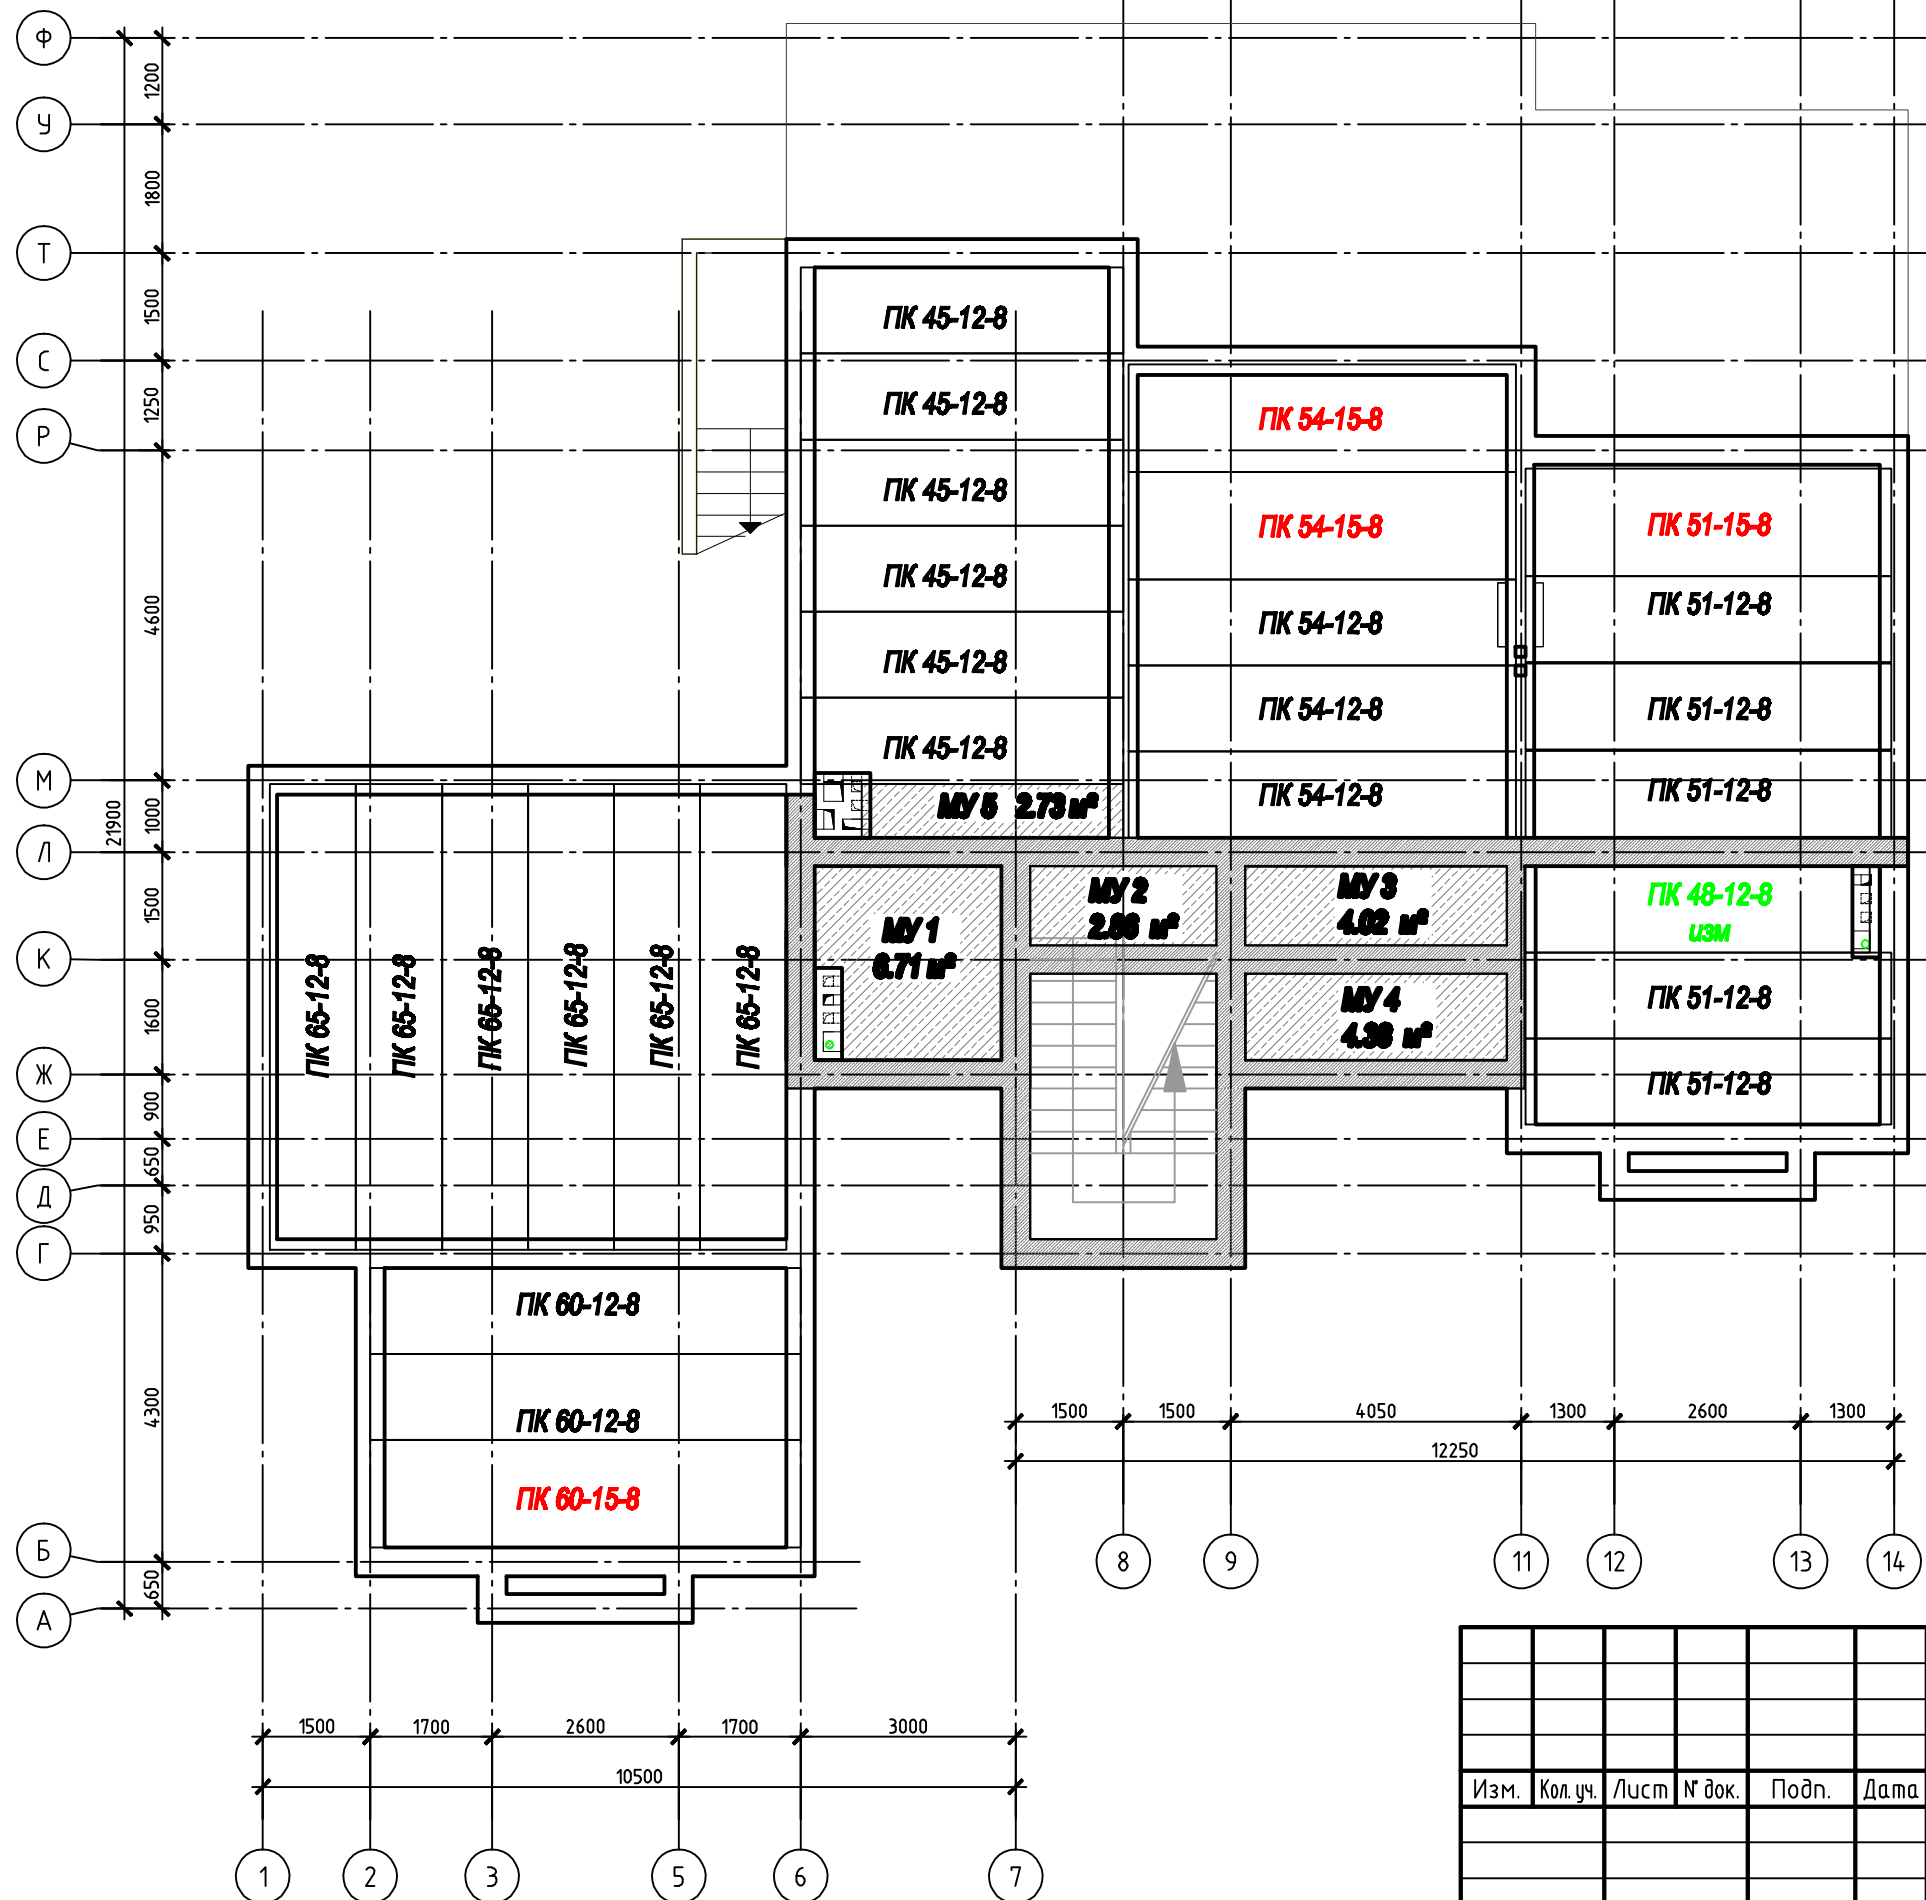 Ф
1200
У
1800
Т
1500
С
1250
Р
4600
М
1000
21900
Л
1500
К
1600
Ж
900
Е
650
Д
950
Г
4300
Б
650
А
ПК 45-12-8
ПК 45-12-8
ПК 45-12-8
ПК 45-12-8
ПК 45-12-8
ПК 45-12-8
МУ 5 2.73 м²
ПК 54-15-8
ПК 54-15-8
ПК 54-12-8
ПК 54-12-8
ПК 54-12-8
ПК 51-15-8
ПК 51-12-8
ПК 51-12-8
ПК 51-12-8
ПК 65-12-8
ПК 65-12-8
ПК 65-12-8
ПК 65-12-8
ПК 65-12-8
ПК 65-12-8
МУ 1
6.71 м²
МУ 2
м²
МУ 3
4.02 м²
МУ 4
м²
ПК 48-12-8
изм
ПК 51-12-8
ПК 51-12-8
ПК 60-12-8
ПК 60-12-8
ПК 60-15-8
1500 1500 4050 1300 2600 1300
12250
8 9 11 12 13 14
1500 1700 2600 1700 3000
10500
1 2 3 5 6 7
Изм. Кол. уч. Лист № док. Подп. Дата